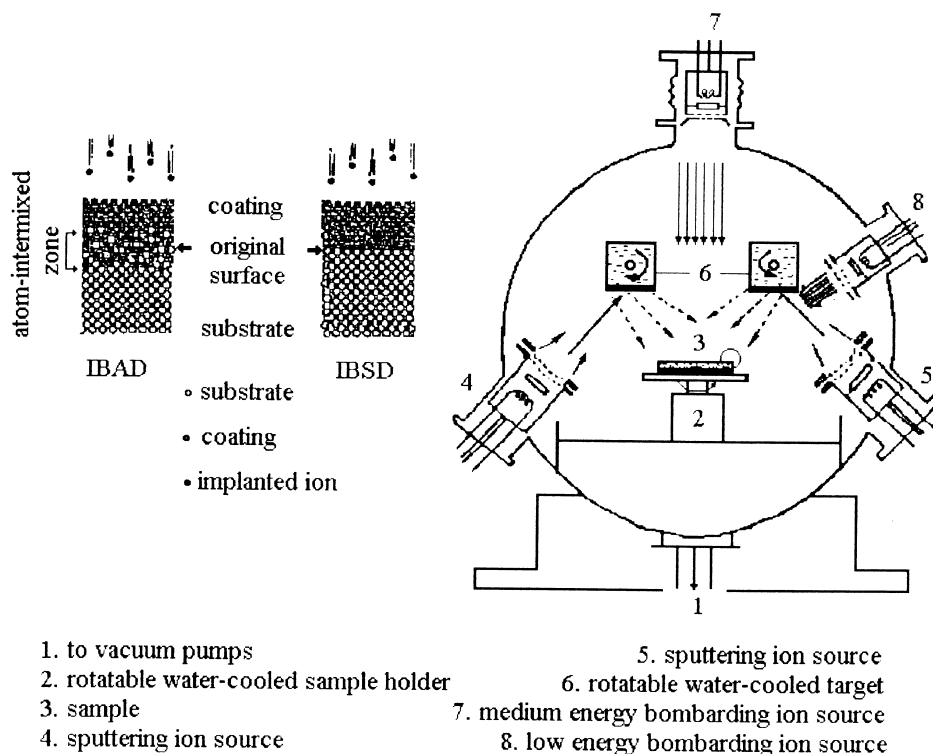 7
atom-intermixed
zone
coating
original
surface
substrate
IBAD
IBSD
substrate
coating
implanted ion
8
6
3
4
5
2
1
1. to vacuum pumps
2. rotatable water-cooled sample holder
3. sample
4. sputtering ion source
5. sputtering ion source
6. rotatable water-cooled target
7. medium energy bombarding ion source
8. low energy bombarding ion source